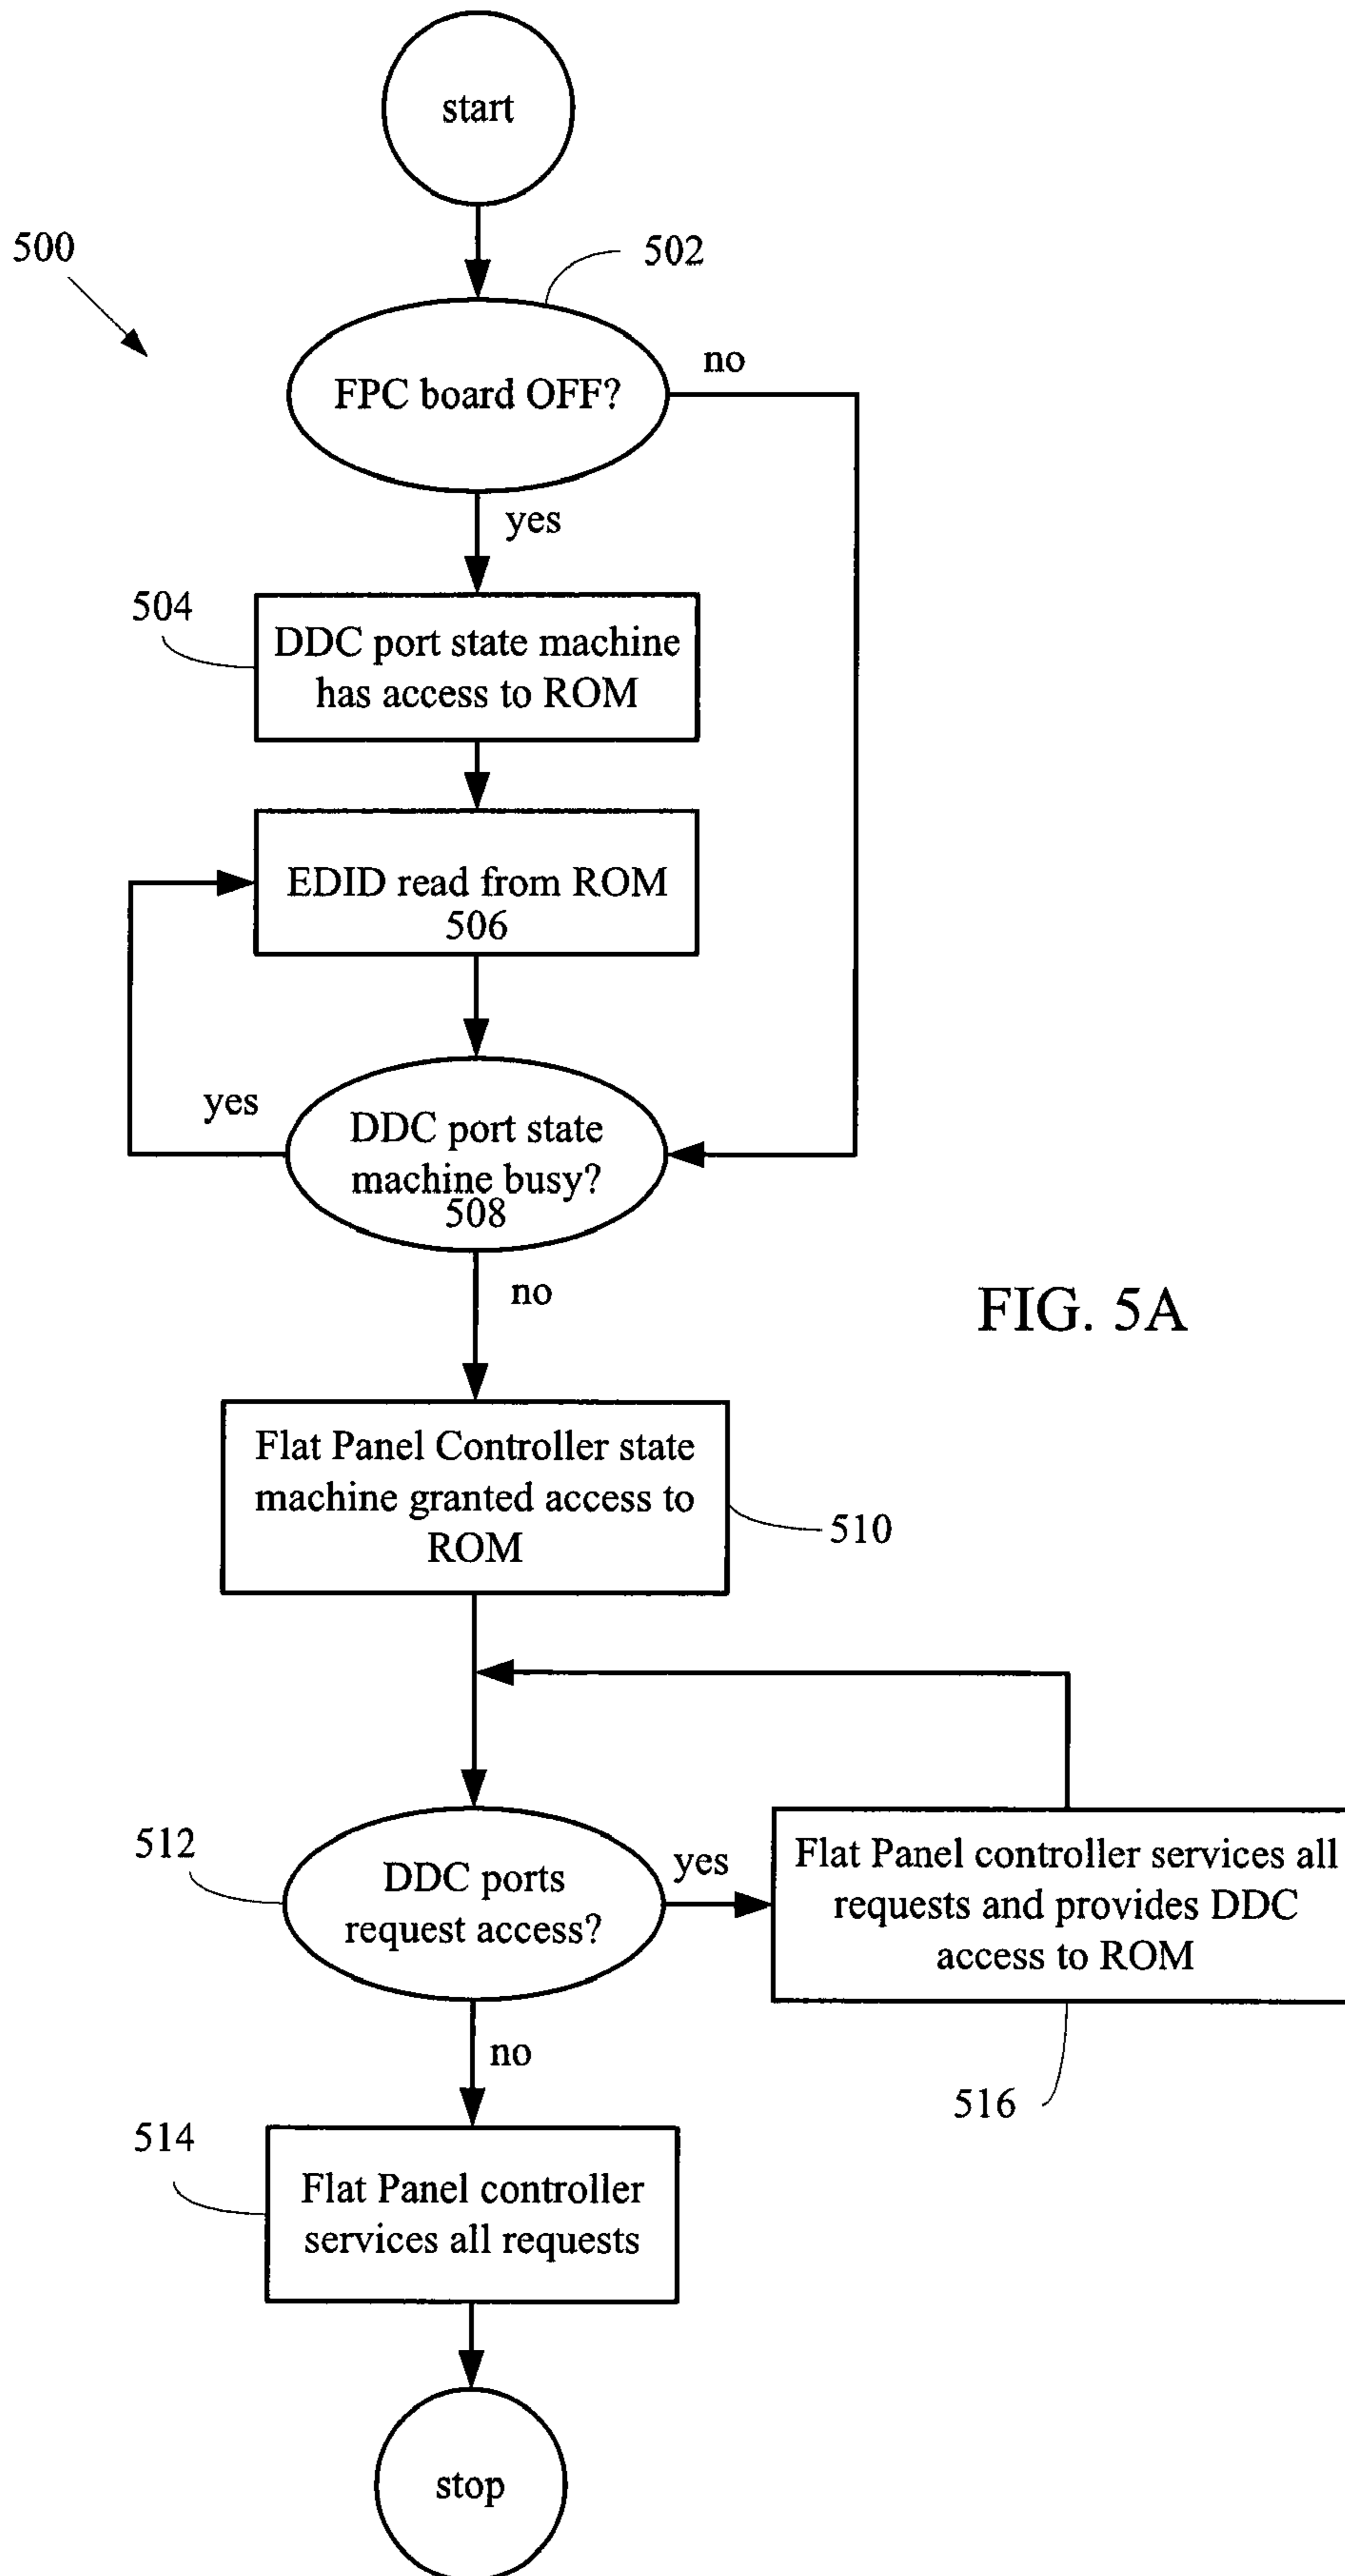 start
500
502
FPC board OFF?
no
yes
504
DDC port state machine
has access to ROM
EDID read from ROM
506
yes
DDC port state
machine busy?
508
no
FIG. 5A
Flat Panel Controller state
machine granted access to
ROM
510
512
DDC ports
request access?
yes
Flat Panel controller services all
requests and provides DDC
access to ROM
no
516
514
Flat Panel controller
services all requests
stop